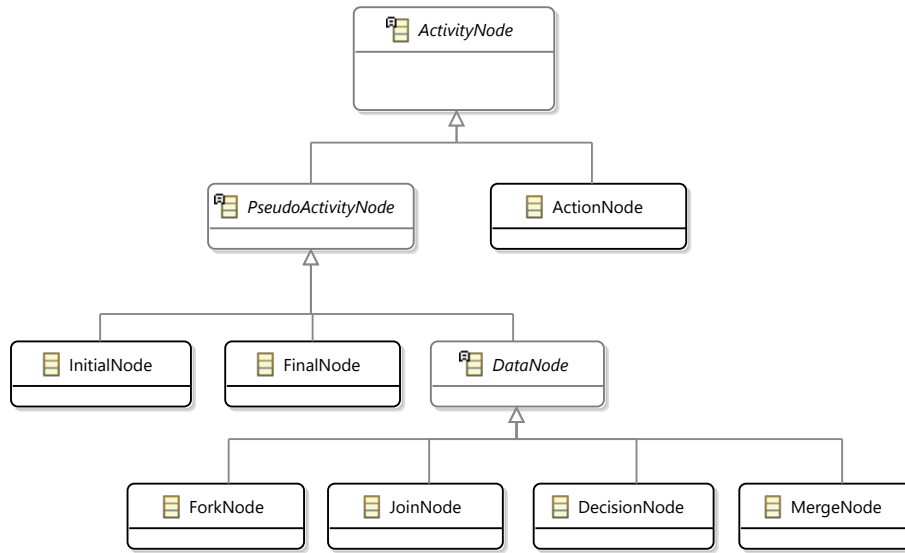 ActivityNode
PseudoActivityNode
ActionNode
InitialNode
FinalNode
DataNode
ForkNode
JoinNode
DecisionNode
MergeNode